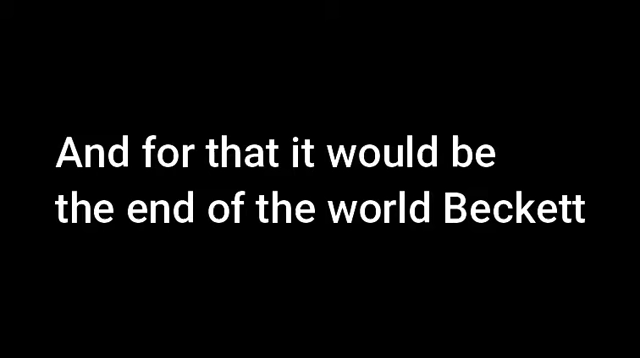 And for that it would be
the end of the world Beckett